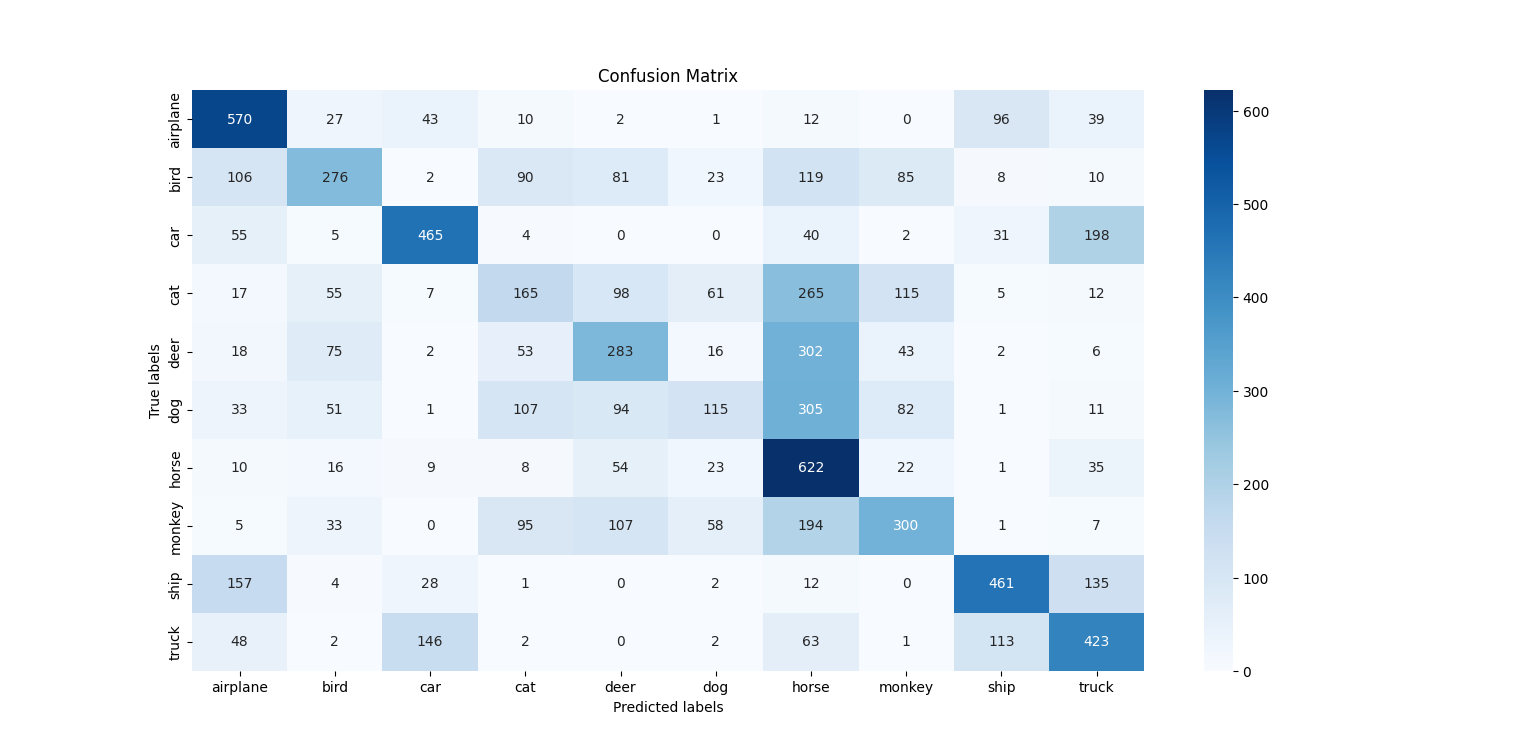 Confusion Matrix
airplane 570 27 43 10 2 1 12 0 96 39
bird 106 276 2 90 81 23 119 85 8 10
car 55 5 465 4 0 0 40 2 31 198
cat 17 55 7 165 98 61 265 115 5 12
deer 18 75 2 53 283 16 302 43 2 6
dog 33 51 1 107 94 115 305 82 1 11
horse 10 16 9 8 54 23 622 22 1 35
monkey 5 33 0 95 107 58 194 300 1 7
ship 157 4 28 1 0 2 12 0 461 135
truck 48 2 146 2 0 2 63 1 113 423
airplane bird car cat deer dog horse monkey ship truck
Predicted labels
True labels
600
500
400
300
200
100
0